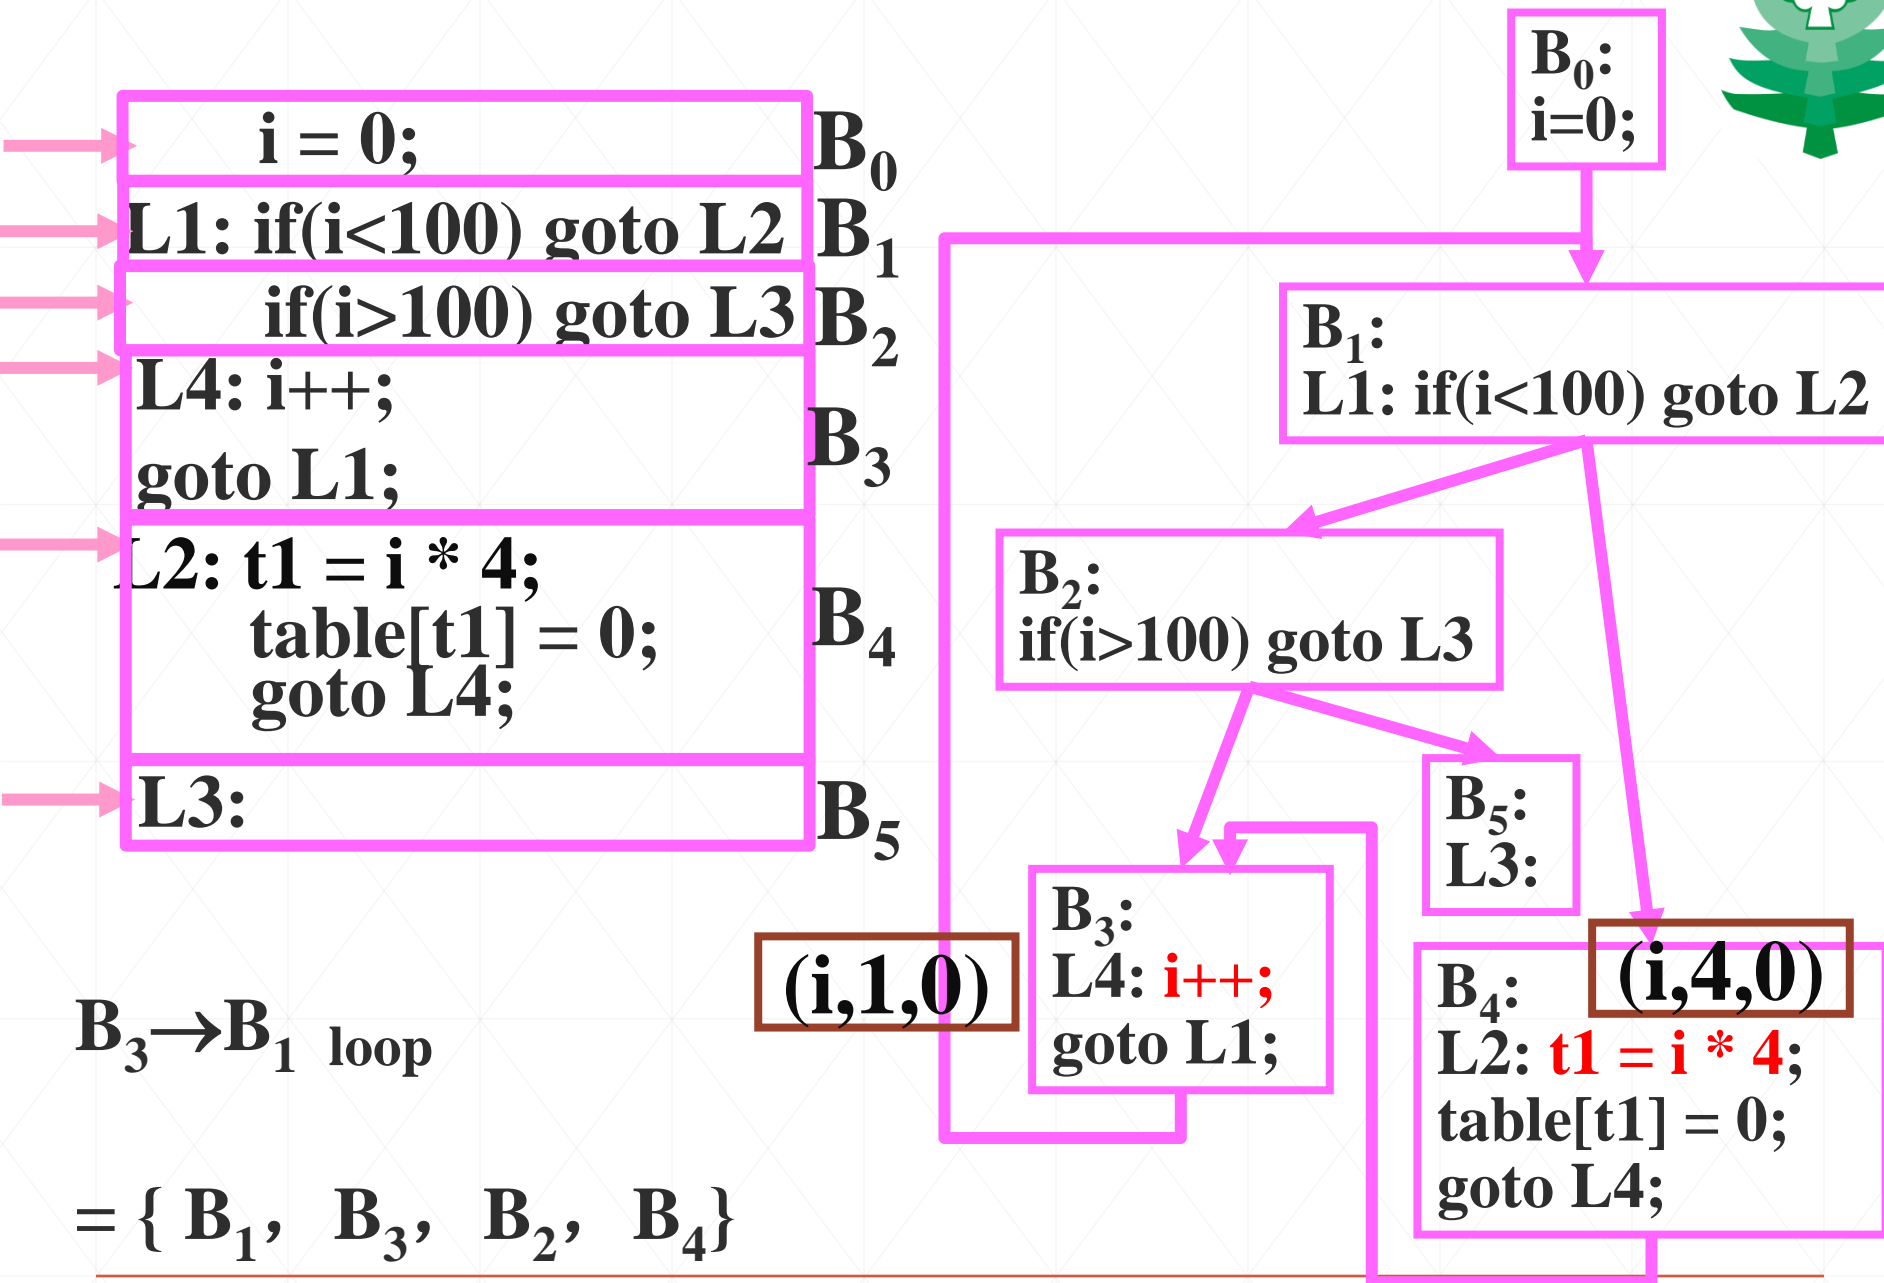 i = 0;
B0
L1: if(i<100) goto L2
B1
if(i>100) goto L3
B2
L4: i++;
goto L1;
B3
L2: t1 = i * 4;
table[t1] = 0;
goto L4;
B4
L3:
B5
B3→B1 loop
= { B1, B3, B2, B4}
B0:
i=0;
B1:
L1: if(i<100) goto L2
B2:
if(i>100) goto L3
B5:
L3:
(i,1,0)
B3:
L4: i++;
goto L1;
(i,4,0)
B4:
L2: t1 = i * 4;
table[t1] = 0;
goto L4;